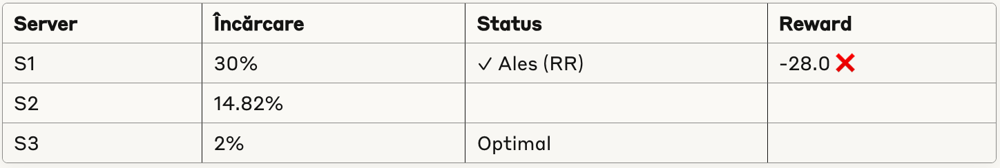 Server Încărcare Status Reward
S1 30% ✓ Ales (RR) -28.0 ❌
S2 14.82%
S3 2% Optimal